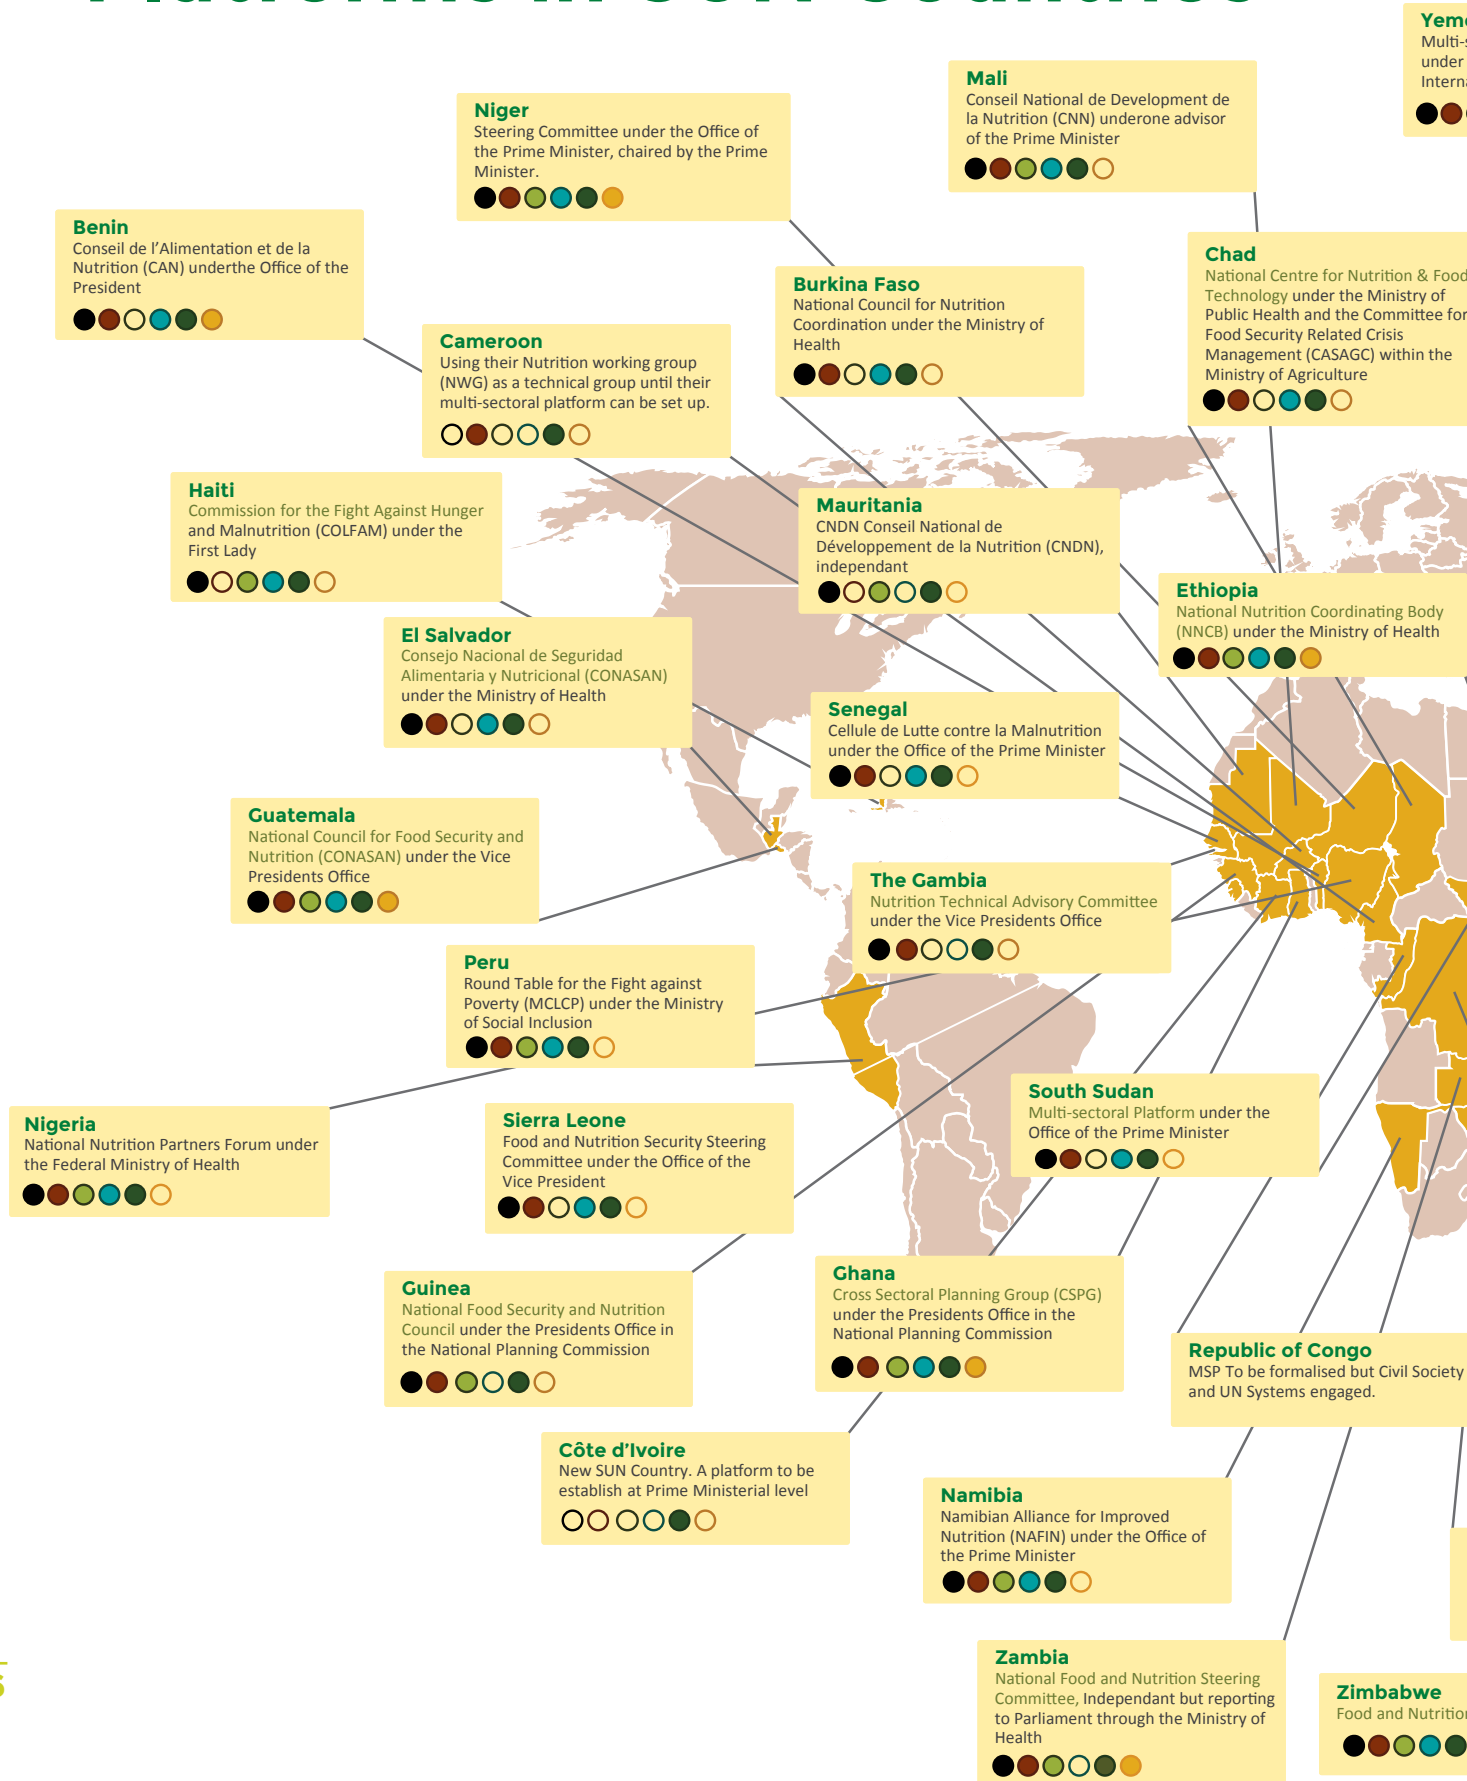 Yem
Multi-
under
Interna
Mali
Conseil National de Development de
la Nutrition (CNN) underone advisor
of the Prime Minister
Niger
Steering Committee under the Office of
the Prime Minister, chaired by the Prime
Minister.
Benin
Conseil de l'Alimentation et de la
Nutrition (CAN) underthe Office of the
President
Chad
National Centre for Nutrition & Food
Technology under the Ministry of
Public Health and the Committee for
Food Security Related Crisis
Management (CASAGC) within the
Ministry of Agriculture
Burkina Faso
National Council for Nutrition
Coordination under the Ministry of
Health
Cameroon
Using their Nutrition working group
(NWG) as a technical group until their
multi-sectoral platform can be set up.
Haiti
Commission for the Fight Against Hunger
and Malnutrition (COLFAM) under the
First Lady
Mauritania
CNDN Conseil National de
Développement de la Nutrition (CNDN),
independant
Ethiopia
National Nutrition Coordinating Body
(NNCB) under the Ministry of Health
El Salvador
Consejo Nacional de Seguridad
Alimentaria y Nutricional (CONASAN)
under the Ministry of Health
Senegal
Cellule de Lutte contre la Malnutrition
under the Office of the Prime Minister
Guatemala
National Council for Food Security and
Nutrition (CONASAN) under the Vice
Presidents Office
The Gambia
Nutrition Technical Advisory Committee
under the Vice Presidents Office
Peru
Round Table for the Fight against
Poverty (MCLCP) under the Ministry
of Social Inclusion
South Sudan
Multi-sectoral Platform under the
Office of the Prime Minister
Nigeria
National Nutrition Partners Forum under
the Federal Ministry of Health
Sierra Leone
Food and Nutrition Security Steering
Committee under the Office of the
Vice President
Guinea
National Food Security and Nutrition
Council under the Presidents Office in
the National Planning Commission
Ghana
Cross Sectoral Planning Group (CSPG)
under the Presidents Office in the
National Planning Commission
Republic of Congo
MSP To be formalised but Civil Society
and UN Systems engaged.
Côte d'Ivoire
New SUN Country. A platform to be
establish at Prime Ministerial level
Namibia
Namibian Alliance for Improved
Nutrition (NAFIN) under the Office of
the Prime Minister
Zambia
National Food and Nutrition Steering
Committee, Independant but reporting
to Parliament through the Ministry of
Health
Zimbabwe
Food and Nutrition